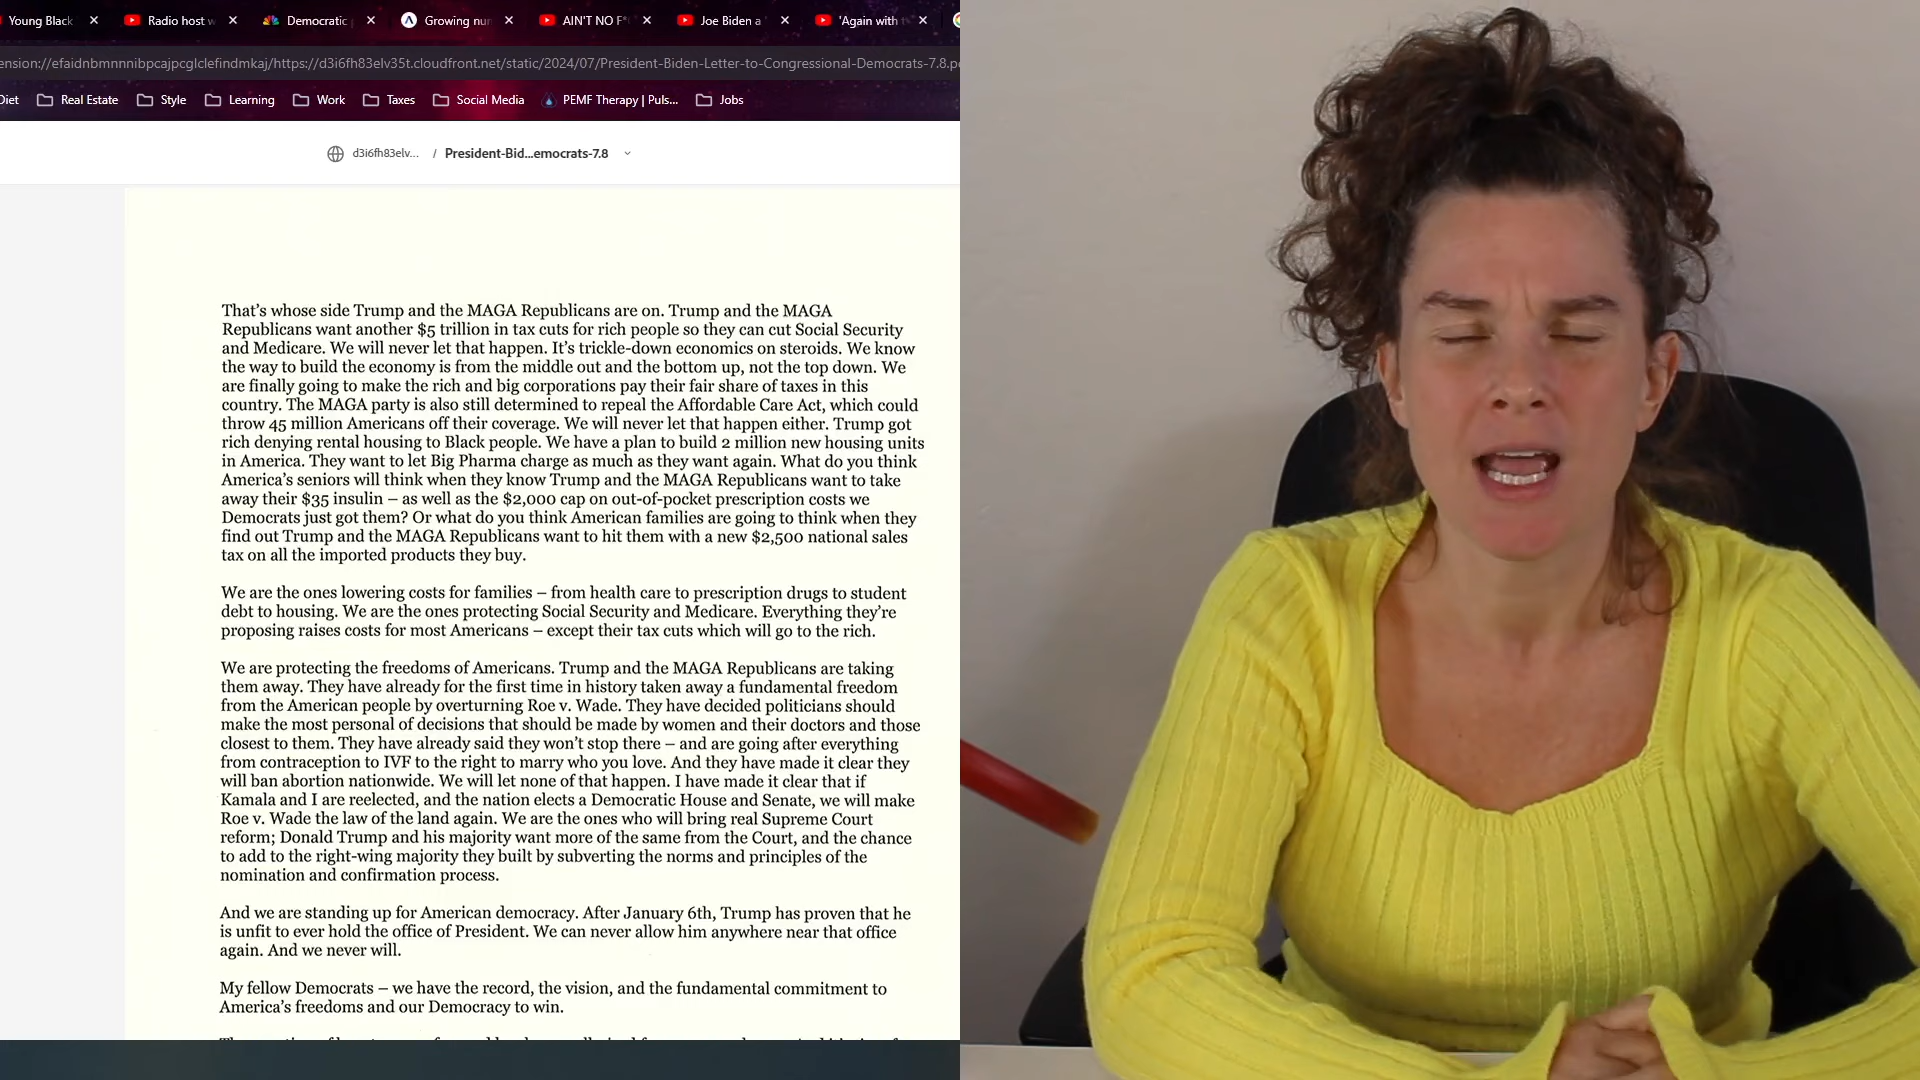 Young Black
Radio host w
Democratic
Growing nur
AIN'T NO F*
Joe Biden a
'Again with
ension://efaidnbmnnnibpcajpcglclefindmkaj/https://d3i6fh83elv35t.cloudfront.net/static/2024/07/President-Biden-Letter-to-Congressional-Democrats-7.8.p
Diet
Real Estate
Style
Learning
Work
Taxes
Social Media
PEMF Therapy | Puls...
Jobs
d3i6fh83elv... / President-Bid...emocrats-7.8
That's whose side Trump and the MAGA Republicans are on. Trump and the MAGA
Republicans want another $5 trillion in tax cuts for rich people so they can cut Social Security
and Medicare. We will never let that happen. It's trickle-down economics on steroids. We know
the way to build the economy is from the middle out and the bottom up, not the top down. We
are finally going to make the rich and big corporations pay their fair share of taxes in this
country. The MAGA party is also still determined to repeal the Affordable Care Act, which could
throw 45 million Americans off their coverage. We will never let that happen either. Trump got
rich denying rental housing to Black people. We have a plan to build 2 million new housing units
in America. They want to let Big Pharma charge as much as they want again. What do you think
America's seniors will think when they know Trump and the MAGA Republicans want to take
away their $35 insulin – as well as the $2,000 cap on out-of-pocket prescription costs we
Democrats just got them? Or what do you think American families are going to think when they
find out Trump and the MAGA Republicans want to hit them with a new $2,500 national sales
tax on all the imported products they buy.
We are the ones lowering costs for families – from health care to prescription drugs to student
debt to housing. We are the ones protecting Social Security and Medicare. Everything they're
proposing raises costs for most Americans – except their tax cuts which will go to the rich.
We are protecting the freedoms of Americans. Trump and the MAGA Republicans are taking
them away. They have already for the first time in history taken away a fundamental freedom
from the American people by overturning Roe v. Wade. They have decided politicians should
make the most personal of decisions that should be made by women and their doctors and those
closest to them. They have already said they won't stop there – and are going after everything
from contraception to IVF to the right to marry who you love. And they have made it clear they
will ban abortion nationwide. We will let none of that happen. I have made it clear that if
Kamala and I are reelected, and the nation elects a Democratic House and Senate, we will make
Roe v. Wade the law of the land again. We are the ones who will bring real Supreme Court
reform; Donald Trump and his majority want more of the same from the Court, and the chance
to add to the right-wing majority they built by subverting the norms and principles of the
nomination and confirmation process.
And we are standing up for American democracy. After January 6th, Trump has proven that he
is unfit to ever hold the office of President. We can never allow him anywhere near that office
again. And we never will.
My fellow Democrats – we have the record, the vision, and the fundamental commitment to
America's freedoms and our Democracy to win.